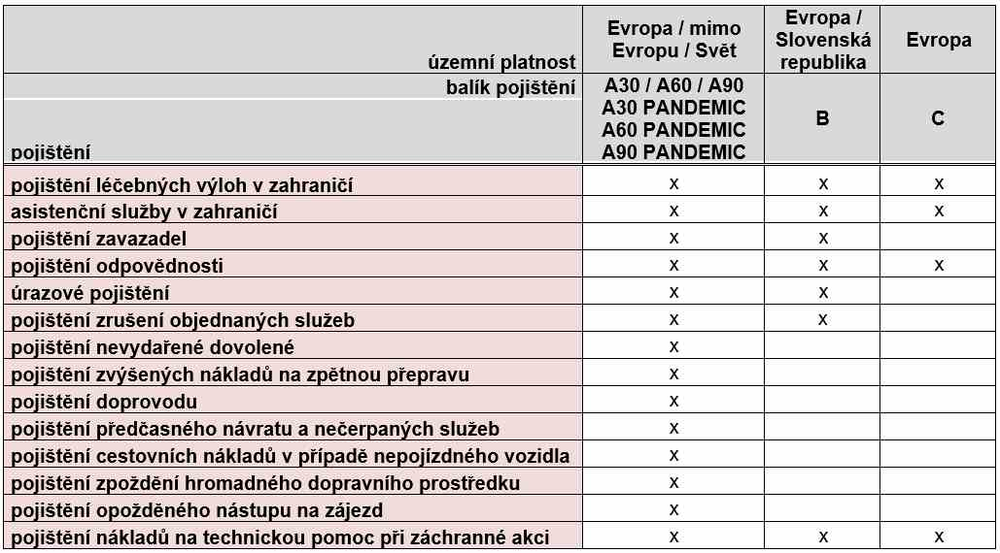 územní platnost
Evropa / mimo
Evropu / Svět
Evropa /
Slovenská
republika
Evropa
balík pojištění
pojištění
A30 / A60 / A90
A30 PANDEMIC
A60 PANDEMIC
A90 PANDEMIC
B
C
pojištění léčebných výloh v zahraničí x x x
asistenční služby v zahraničí x x x
pojištění zavazadel x x
pojištění odpovědnosti x x x
úrazové pojištění x x
pojištění zrušení objednaných služeb x x
pojištění nevydařené dovolené x
pojištění zvýšených nákladů na zpětnou přepravu x
pojištění doprovodu x
pojištění předčasného návratu a nečerpaných služeb x
pojištění cestovních nákladů v případě nepojízdného vozidla x
pojištění zpoždění hromadného dopravního prostředku x
pojištění opožděného nástupu na zájezd x
pojištění nákladů na technickou pomoc při záchranné akci x x x